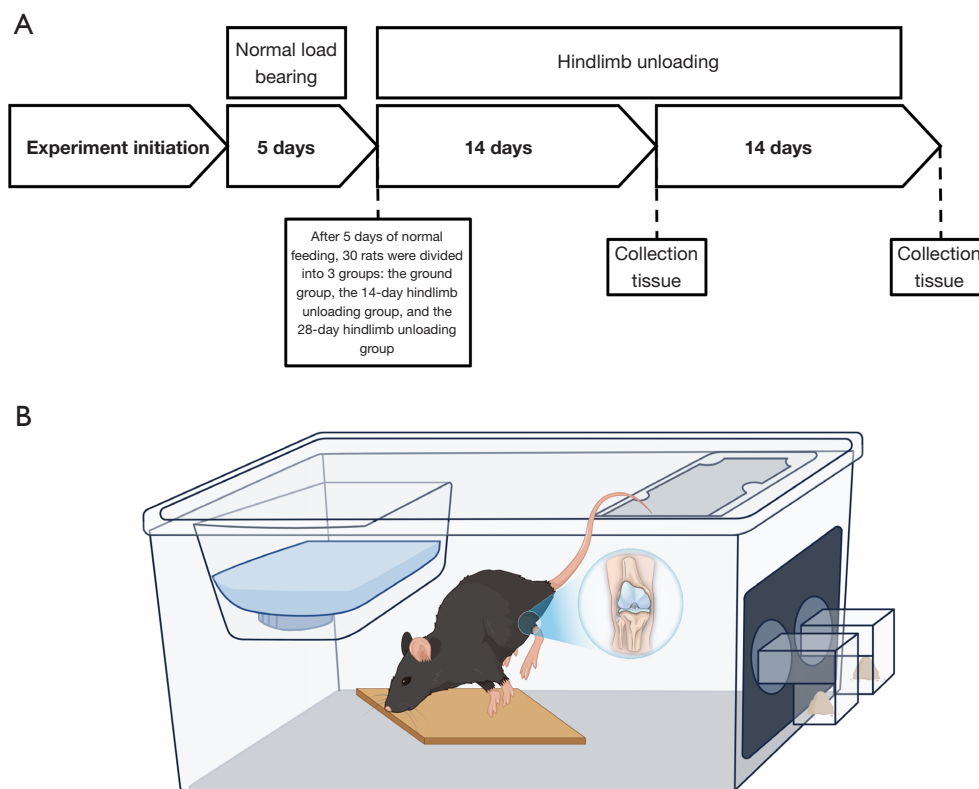 A
Normal load
bearing
Hindlimb unloading
Experiment initiation
5 days
14 days
14 days
After 5 days of normal
feeding, 30 rats were divided
into 3 groups: the ground
group, the 14-day hindlimb
unloading group, and the
28-day hindlimb unloading
group
Collection
tissue
Collection
tissue
B